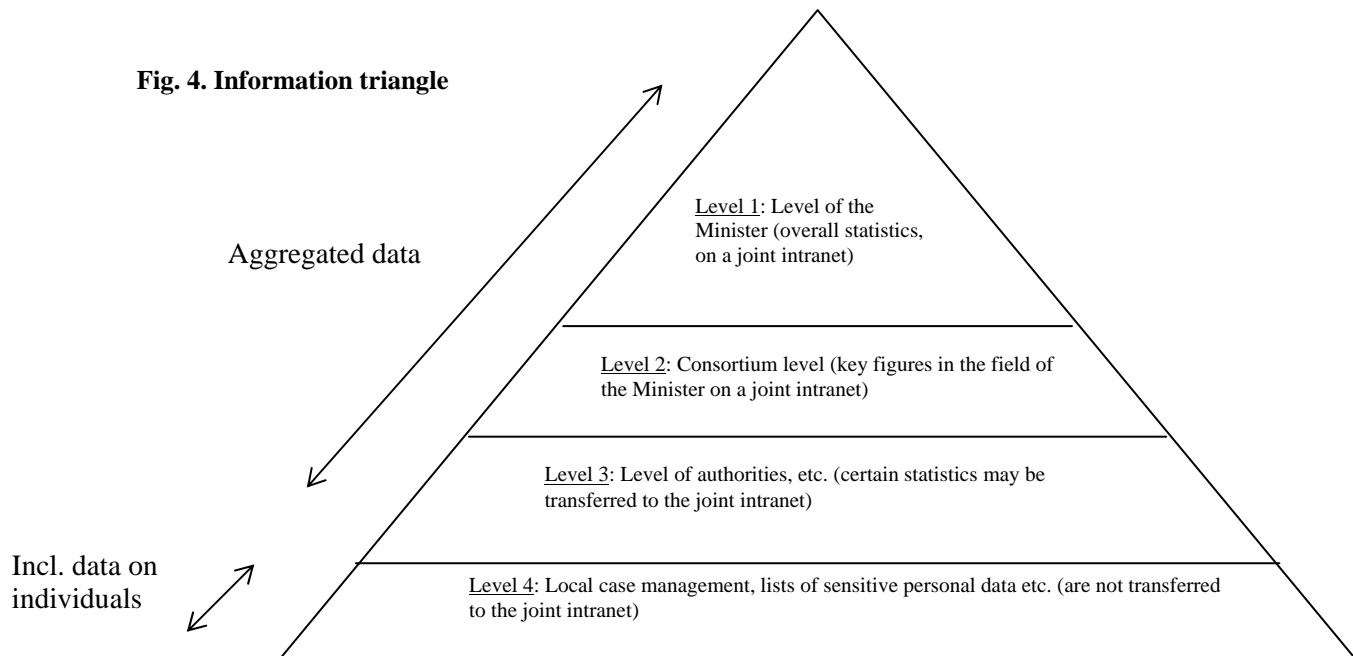 Fig. 4. Information triangle
Aggregated data
Level 1: Level of the
Minister (overall statistics,
on a joint intranet)
Level 2: Consortium level (key figures in the field of
the Minister on a joint intranet)
Level 3: Level of authorities, etc. (certain statistics may be
transferred to the joint intranet)
Incl. data on
individuals
Level 4: Local case management, lists of sensitive personal data etc. (are not transferred
to the joint intranet)